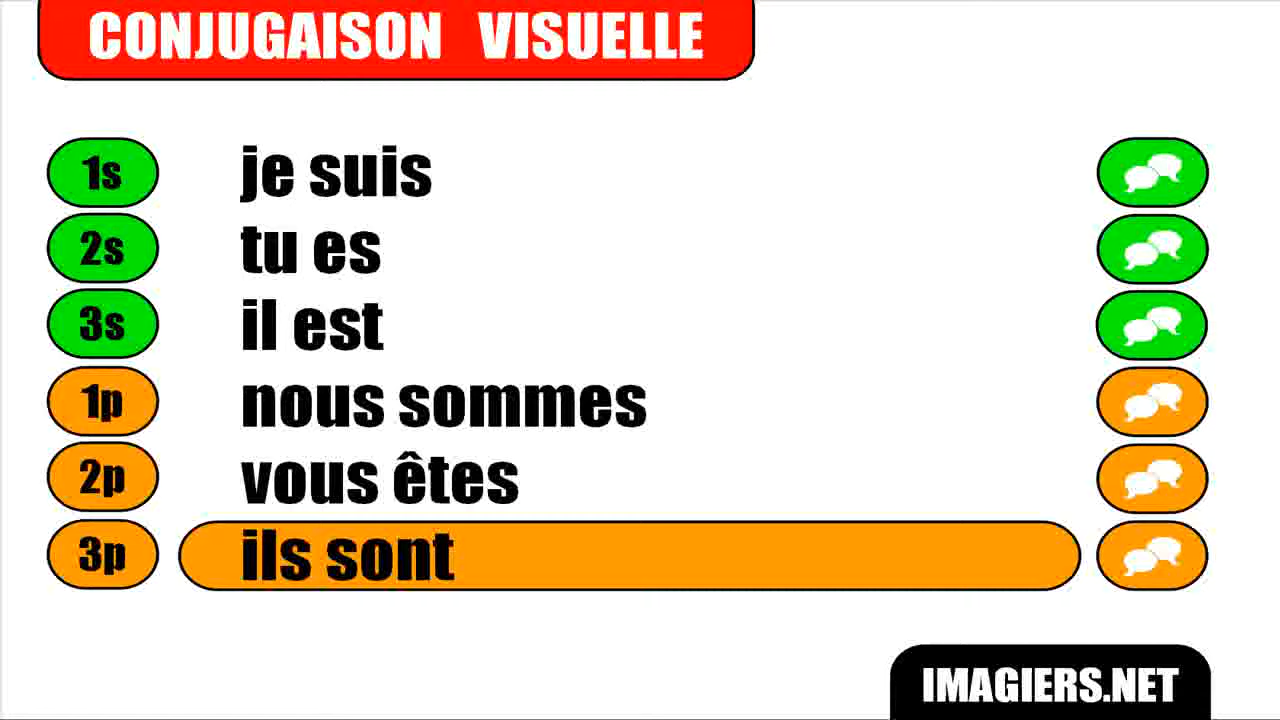 CONJUGAISON VISUELLE
1s je suis
2s tu es
3s il est
1p nous sommes
2p vous êtes
3p ils sont
IMAGIERS.NET